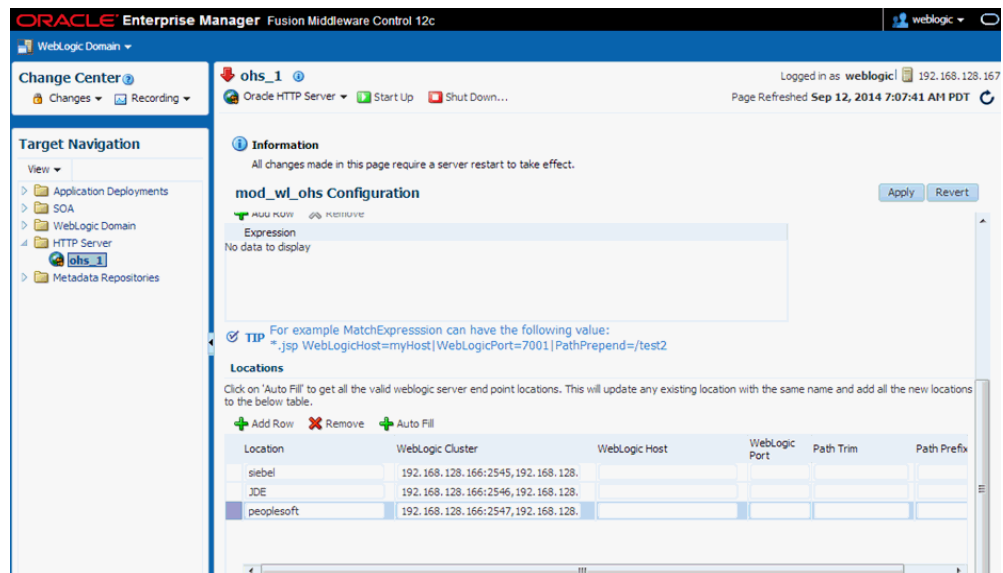 ORACLE Enterprise Manager Fusion Middleware Control 12c
weblogic
WebLogic Domain
Change Center
Changes Recording
Target Navigation
View
Application Deployments
SOA
WebLogic Domain
HTTP Server
ohs_1
Metadata Repositories
ohs_1
Logged in as weblogic 192.168.128.167
Oracle HTTP Server Start Up Shut Down...
Page Refreshed Sep 12, 2014 7:07:41 AM PDT
Information
All changes made in this page require a server restart to take effect.
mod_wl_ohs Configuration
Apply Revert
Add Row Remove
Expression
No data to display
TIP For example MatchExpresssion can have the following value:
*.jsp WebLogicHost=myHost|WebLogicPort=7001|PathPrepend=/test2
Locations
Click on 'Auto Fill' to get all the valid weblogic server end point locations. This will update any existing location with the same name and add all the new locations
to the below table.
Add Row Remove Auto Fill
Location WebLogic Cluster WebLogic Host WebLogic Port Path Trim Path Prefix
siebel 192.168.128.166:2545,192.168.128.
JDE 192.168.128.166:2546,192.168.128.
peoplesoft 192.168.128.166:2547,192.168.128.